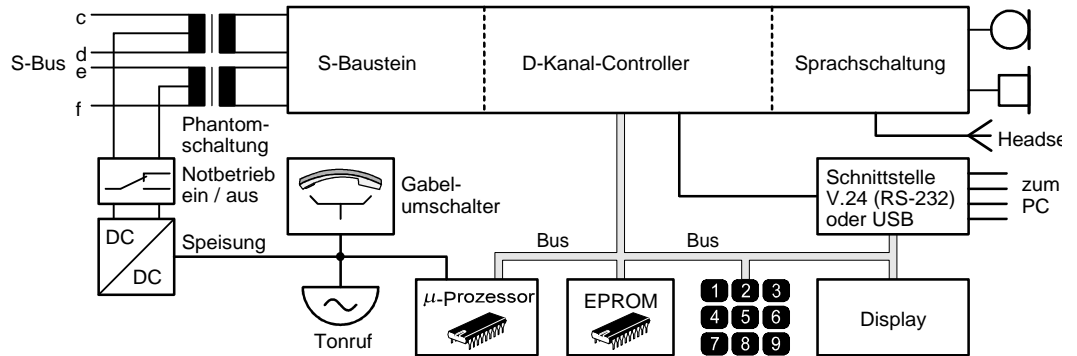 c
d
S-Bus
e
f
S-Baustein
D-Kanal-Controller
Sprachschaltung
Phantom-
schaltung
Headse
Notbetrieb
ein / aus
Gabel-
umschalter
Schnittstelle
V.24 (RS-232)
oder USB
zum
PC
DC
DC
Speisung
Bus
Bus
Tonruf
µ-Prozessor
EPROM
1 2 3
4 5 6
7 8 9
Display